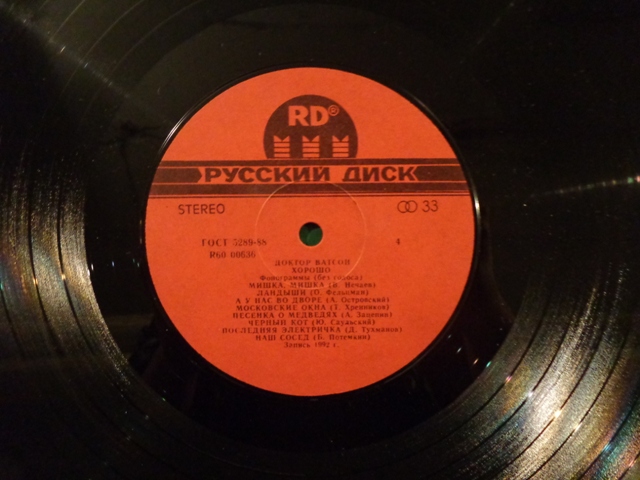 RD®
РУССКИЙ ДИСК
STEREO 33
ГОСТ 5289-88 4
R60 00636
ДОКТОР ВАТСОН
ХОРОШО
Фонограммы (без голоса)
МИШКА, МИШКА (В. Нечаев)
ЛАНДЫШИ (О. Фельцман)
А У НАС ВО ДВОРЕ (А. Островский)
МОСКОВСКИЕ ОКНА (Т. Хренников)
ПЕСЕНКА О МЕДВЕДЯХ (А. Зацепин)
ЧЕРНЫЙ КОТ (Ю. Саульский)
ПОСЛЕДНЯЯ ЭЛЕКТРИЧКА (Д. Тухманов)
НАШ СОСЕД (Б. Потемкин)
Запись 1992 г.